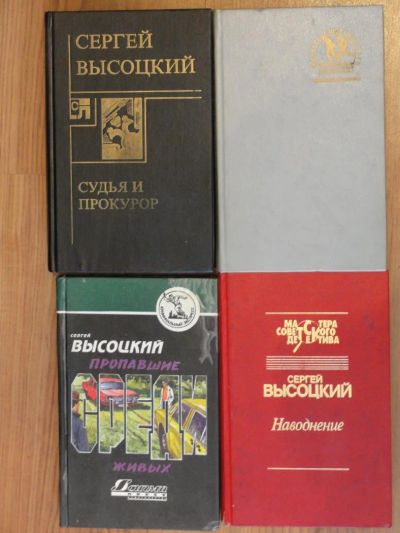 СЕРГЕЙ
ВЫСОЦКИЙ
СУДЬЯ И
ПРОКУРОР
СЕРГЕЙ
ВЫСОЦКИЙ
ПРОПАВШИЕ
СРЕДИ
ЖИВЫХ
МАСТЕРА
СОВЕТСКОГО
ДЕТЕКТИВА
СЕРГЕЙ
ВЫСОЦКИЙ
Наводнение